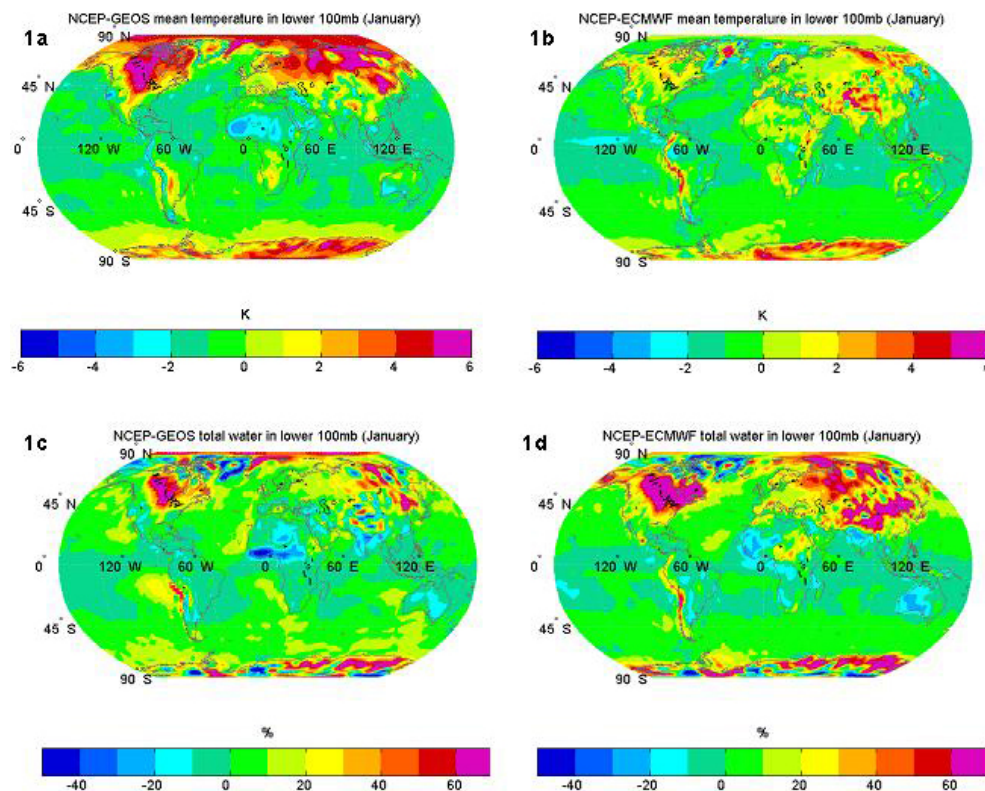 NCEP-GEOS mean temperature in lower 100mb (January)
1a
90° N
45° N
0° 120 W 60 W 0° 60 E 120 E
45° S
90° S
K
-6 -4 -2 0 2 4 6
NCEP-ECMWF mean temperature in lower 100mb (January)
1b
90° N
45° N
0° 120 W 60 W 0° 60 E 120 E
45° S
90° S
K
-6 -4 -2 0 2 4 6
NCEP-GEOS total water in lower 100mb (January)
1c
90° N
45° N
0° 120 W 60 W 0° 60 E 120 E
45° S
90° S
%
-40 -20 0 20 40 60
NCEP-ECMWF total water in lower 100mb (January)
1d
90° N
45° N
0° 120 W 60 W 0° 60 E 120 E
45° S
90° S
%
-40 -20 0 20 40 60